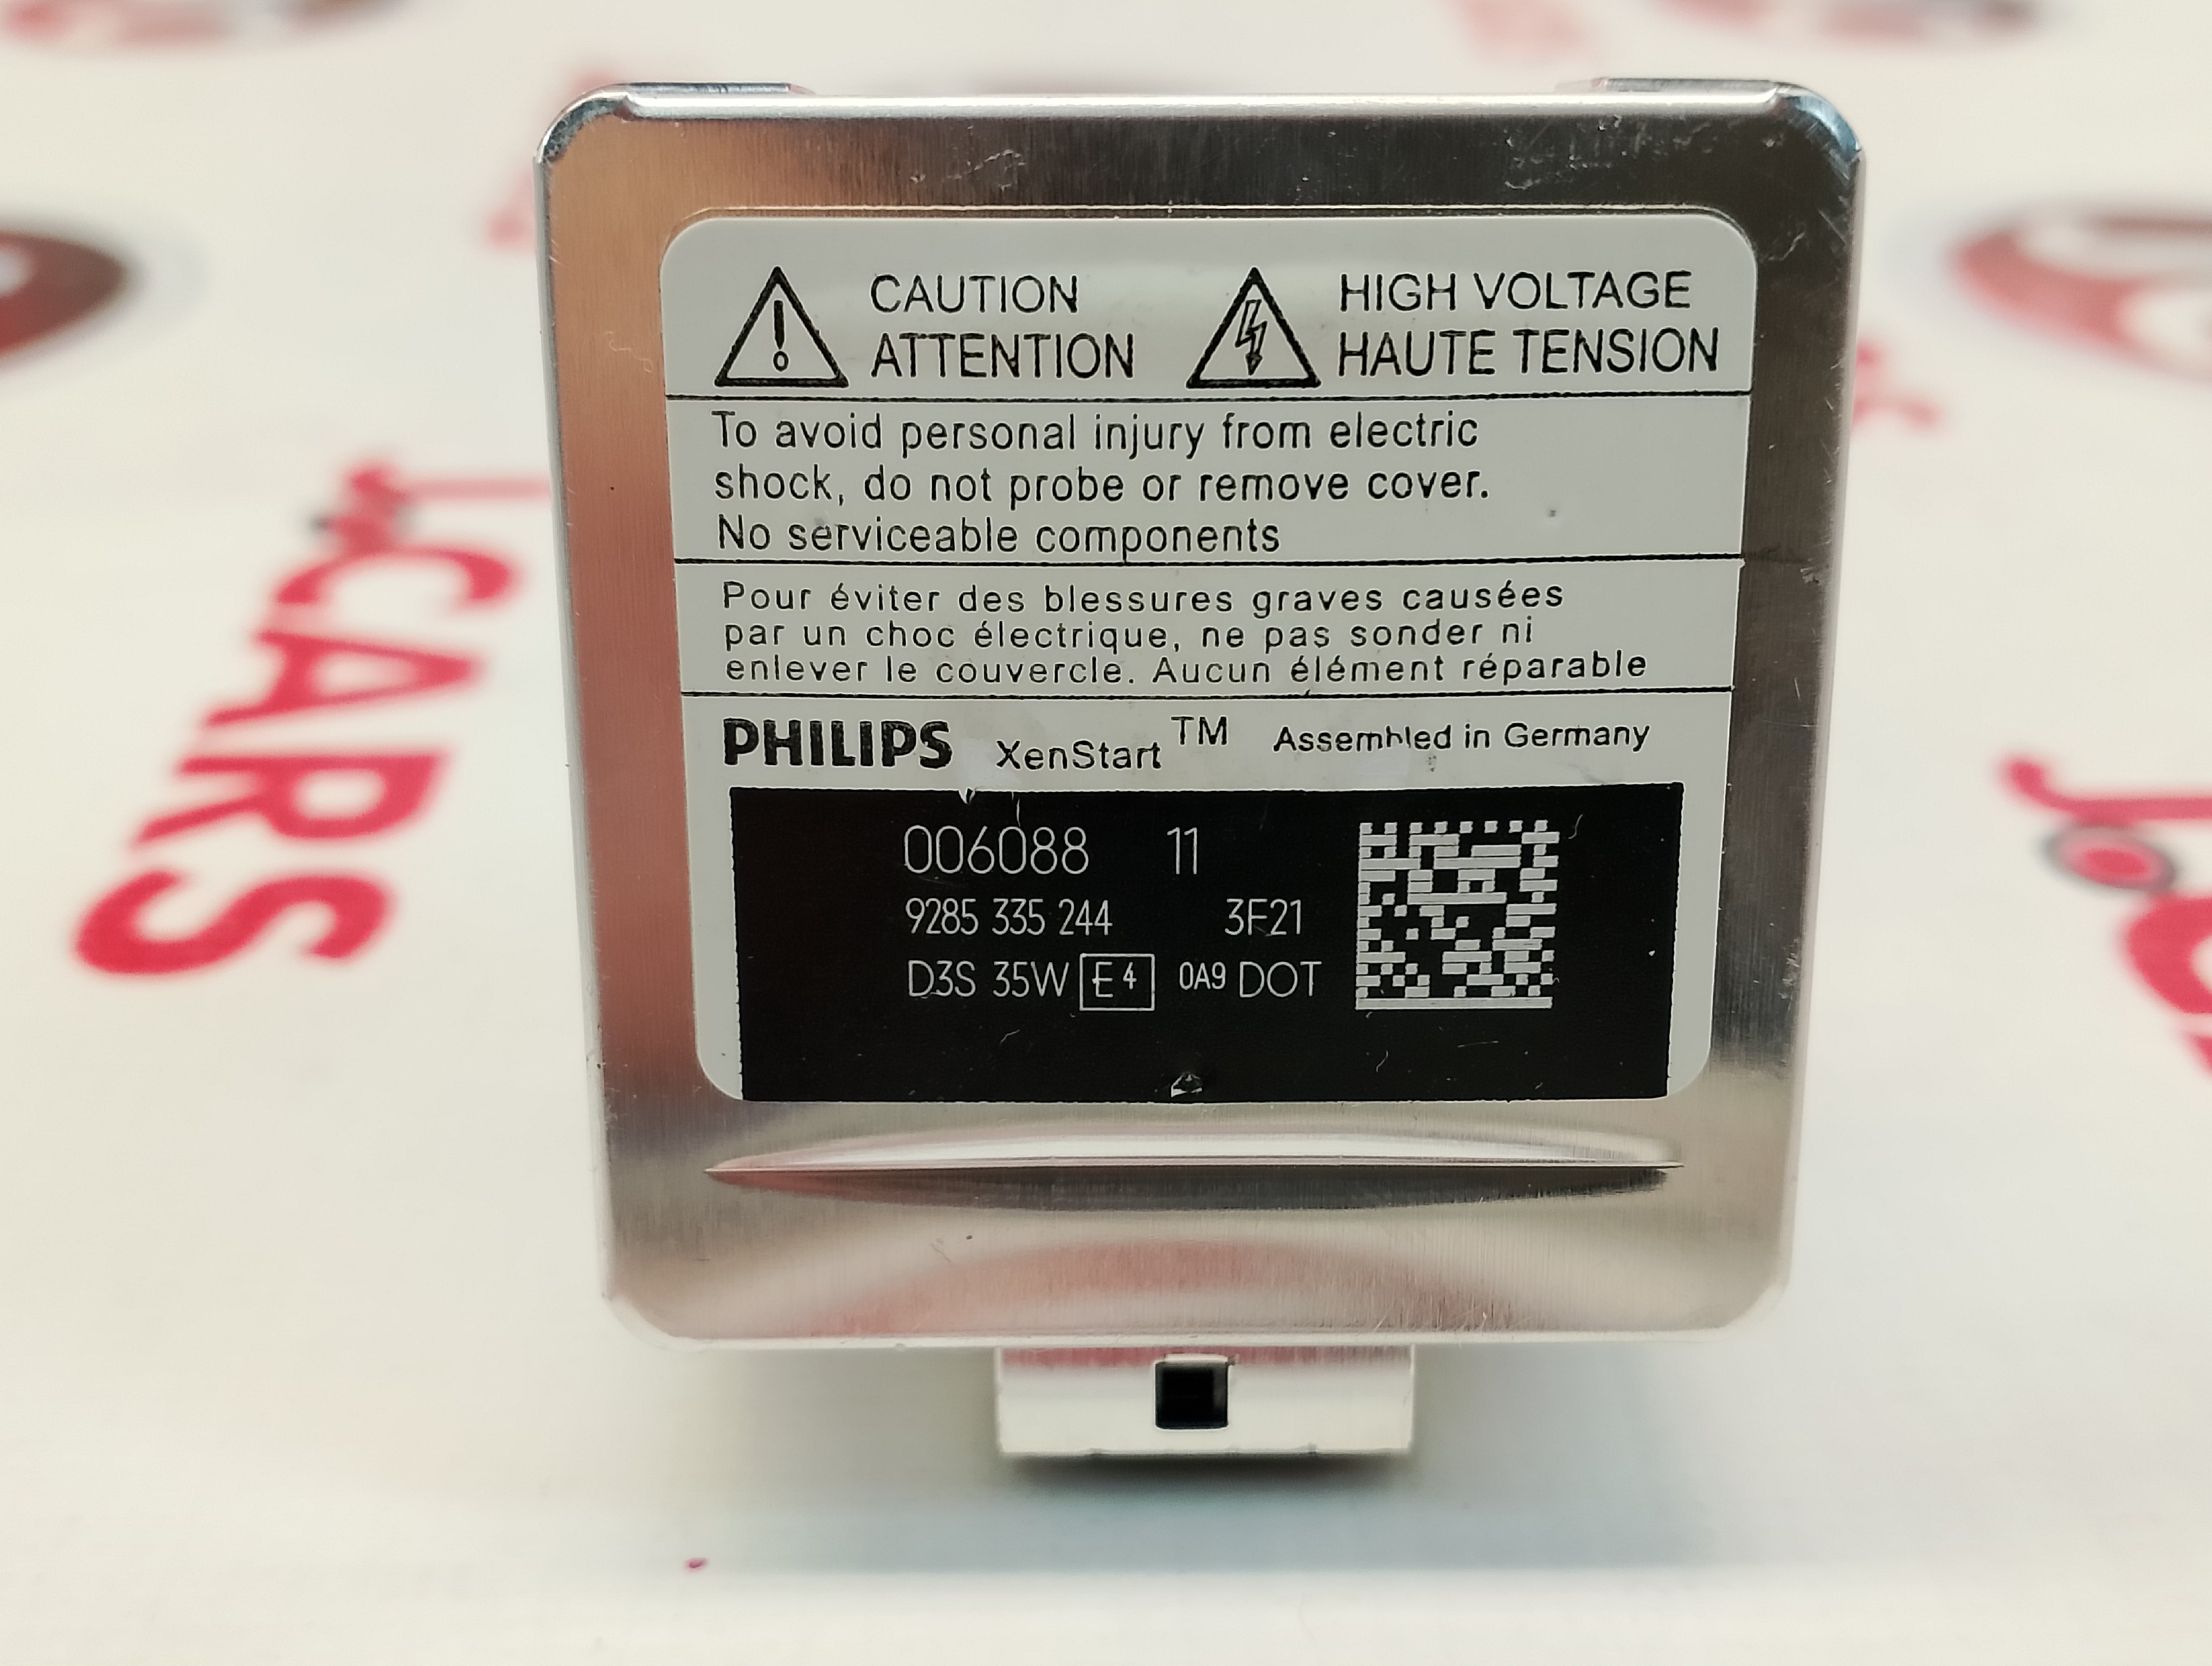 CAUTION
ATTENTION
HIGH VOLTAGE
HAUTE TENSION
To avoid personal injury from electric
shock, do not probe or remove cover.
No serviceable components
Pour éviter des blessures graves causées
par un choc électrique, ne pas sonder ni
enlever le couvercle. Aucun élément réparable
PHILIPS XenStart™ Assembled in Germany
006088 11
9285 335 244 3F21
D3S 35W E4 0A9 DOT
CARS